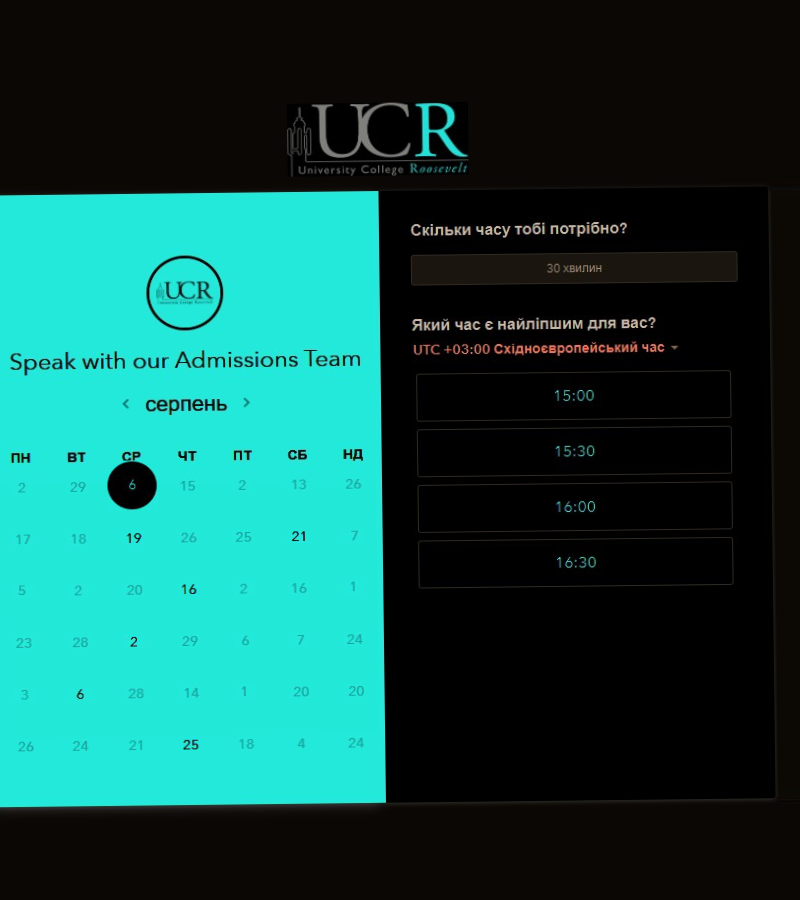 UCR
University College Roosevelt
UCR
Speak with our Admissions Team
серпень
ПН ВТ СР ЧТ ПТ СБ НД
2 29 6 15 2 13 26
17 18 19 26 25 21 7
5 2 20 16 2 16 1
23 28 2 29 6 7 24
3 6 28 14 1 20 20
26 24 21 25 18 4 24
Скільки часу тобі потрібно?
30 хвилин
Який час є найліпшим для вас?
UTC +03:00 Східноєвропейський час
15:00
15:30
16:00
16:30